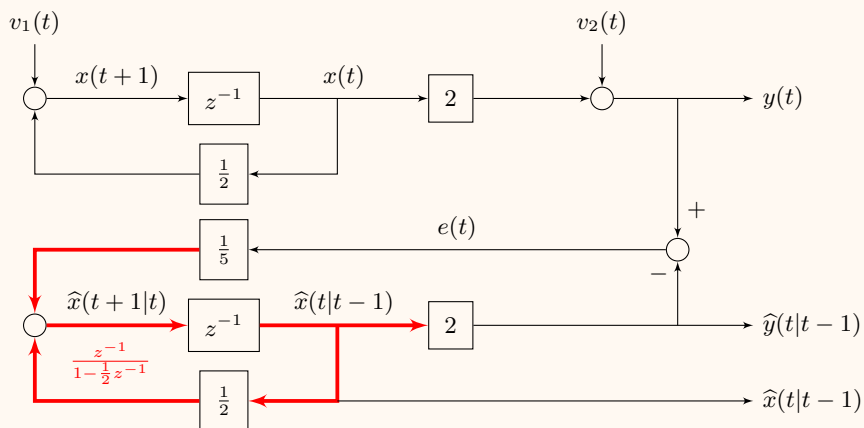 v₁(t)
v₂(t)
x(t + 1)
z⁻¹
x(t)
2
y(t)
1/2
+
1/5
e(t)
−
x̂(t + 1|t)
z⁻¹
x̂(t|t − 1)
2
ŷ(t|t − 1)
z⁻¹/(1 − ½z⁻¹)
1/2
x̂(t|t − 1)